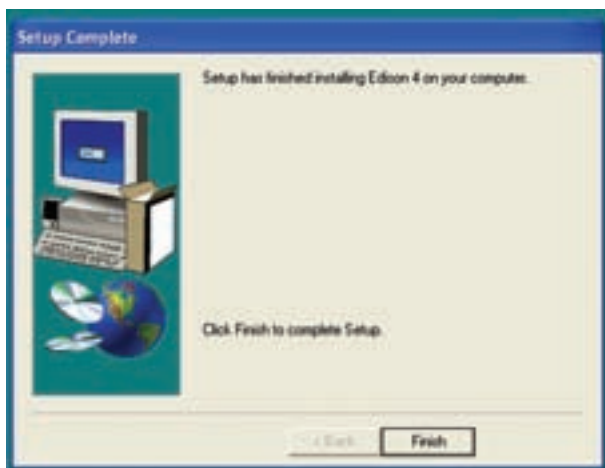 Setup Complete
Setup has finished installing Edison 4 on your computer.
Click Finish to complete Setup.
< Back
Finish